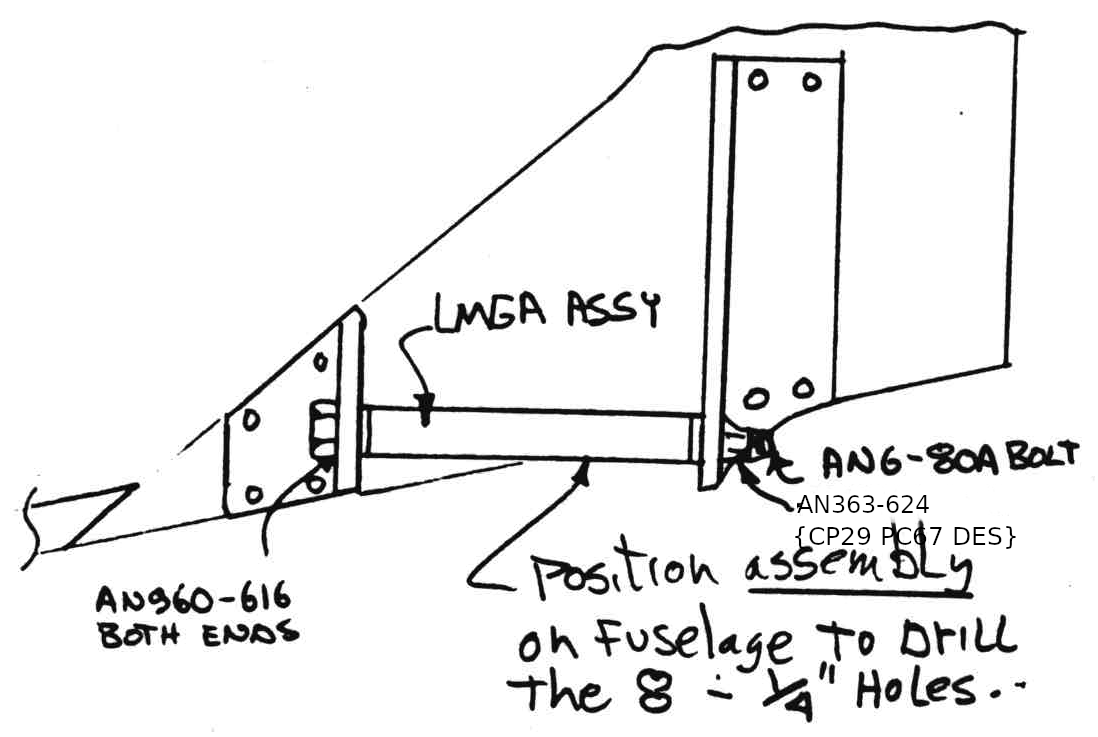 LMGA ASSY
AN6-80A BOLT
AN363-624
{CP29 PC67 DES}
AN960-616
BOTH ENDS
Position assembly
on Fuselage to Drill
the 8 - 1/4" Holes.